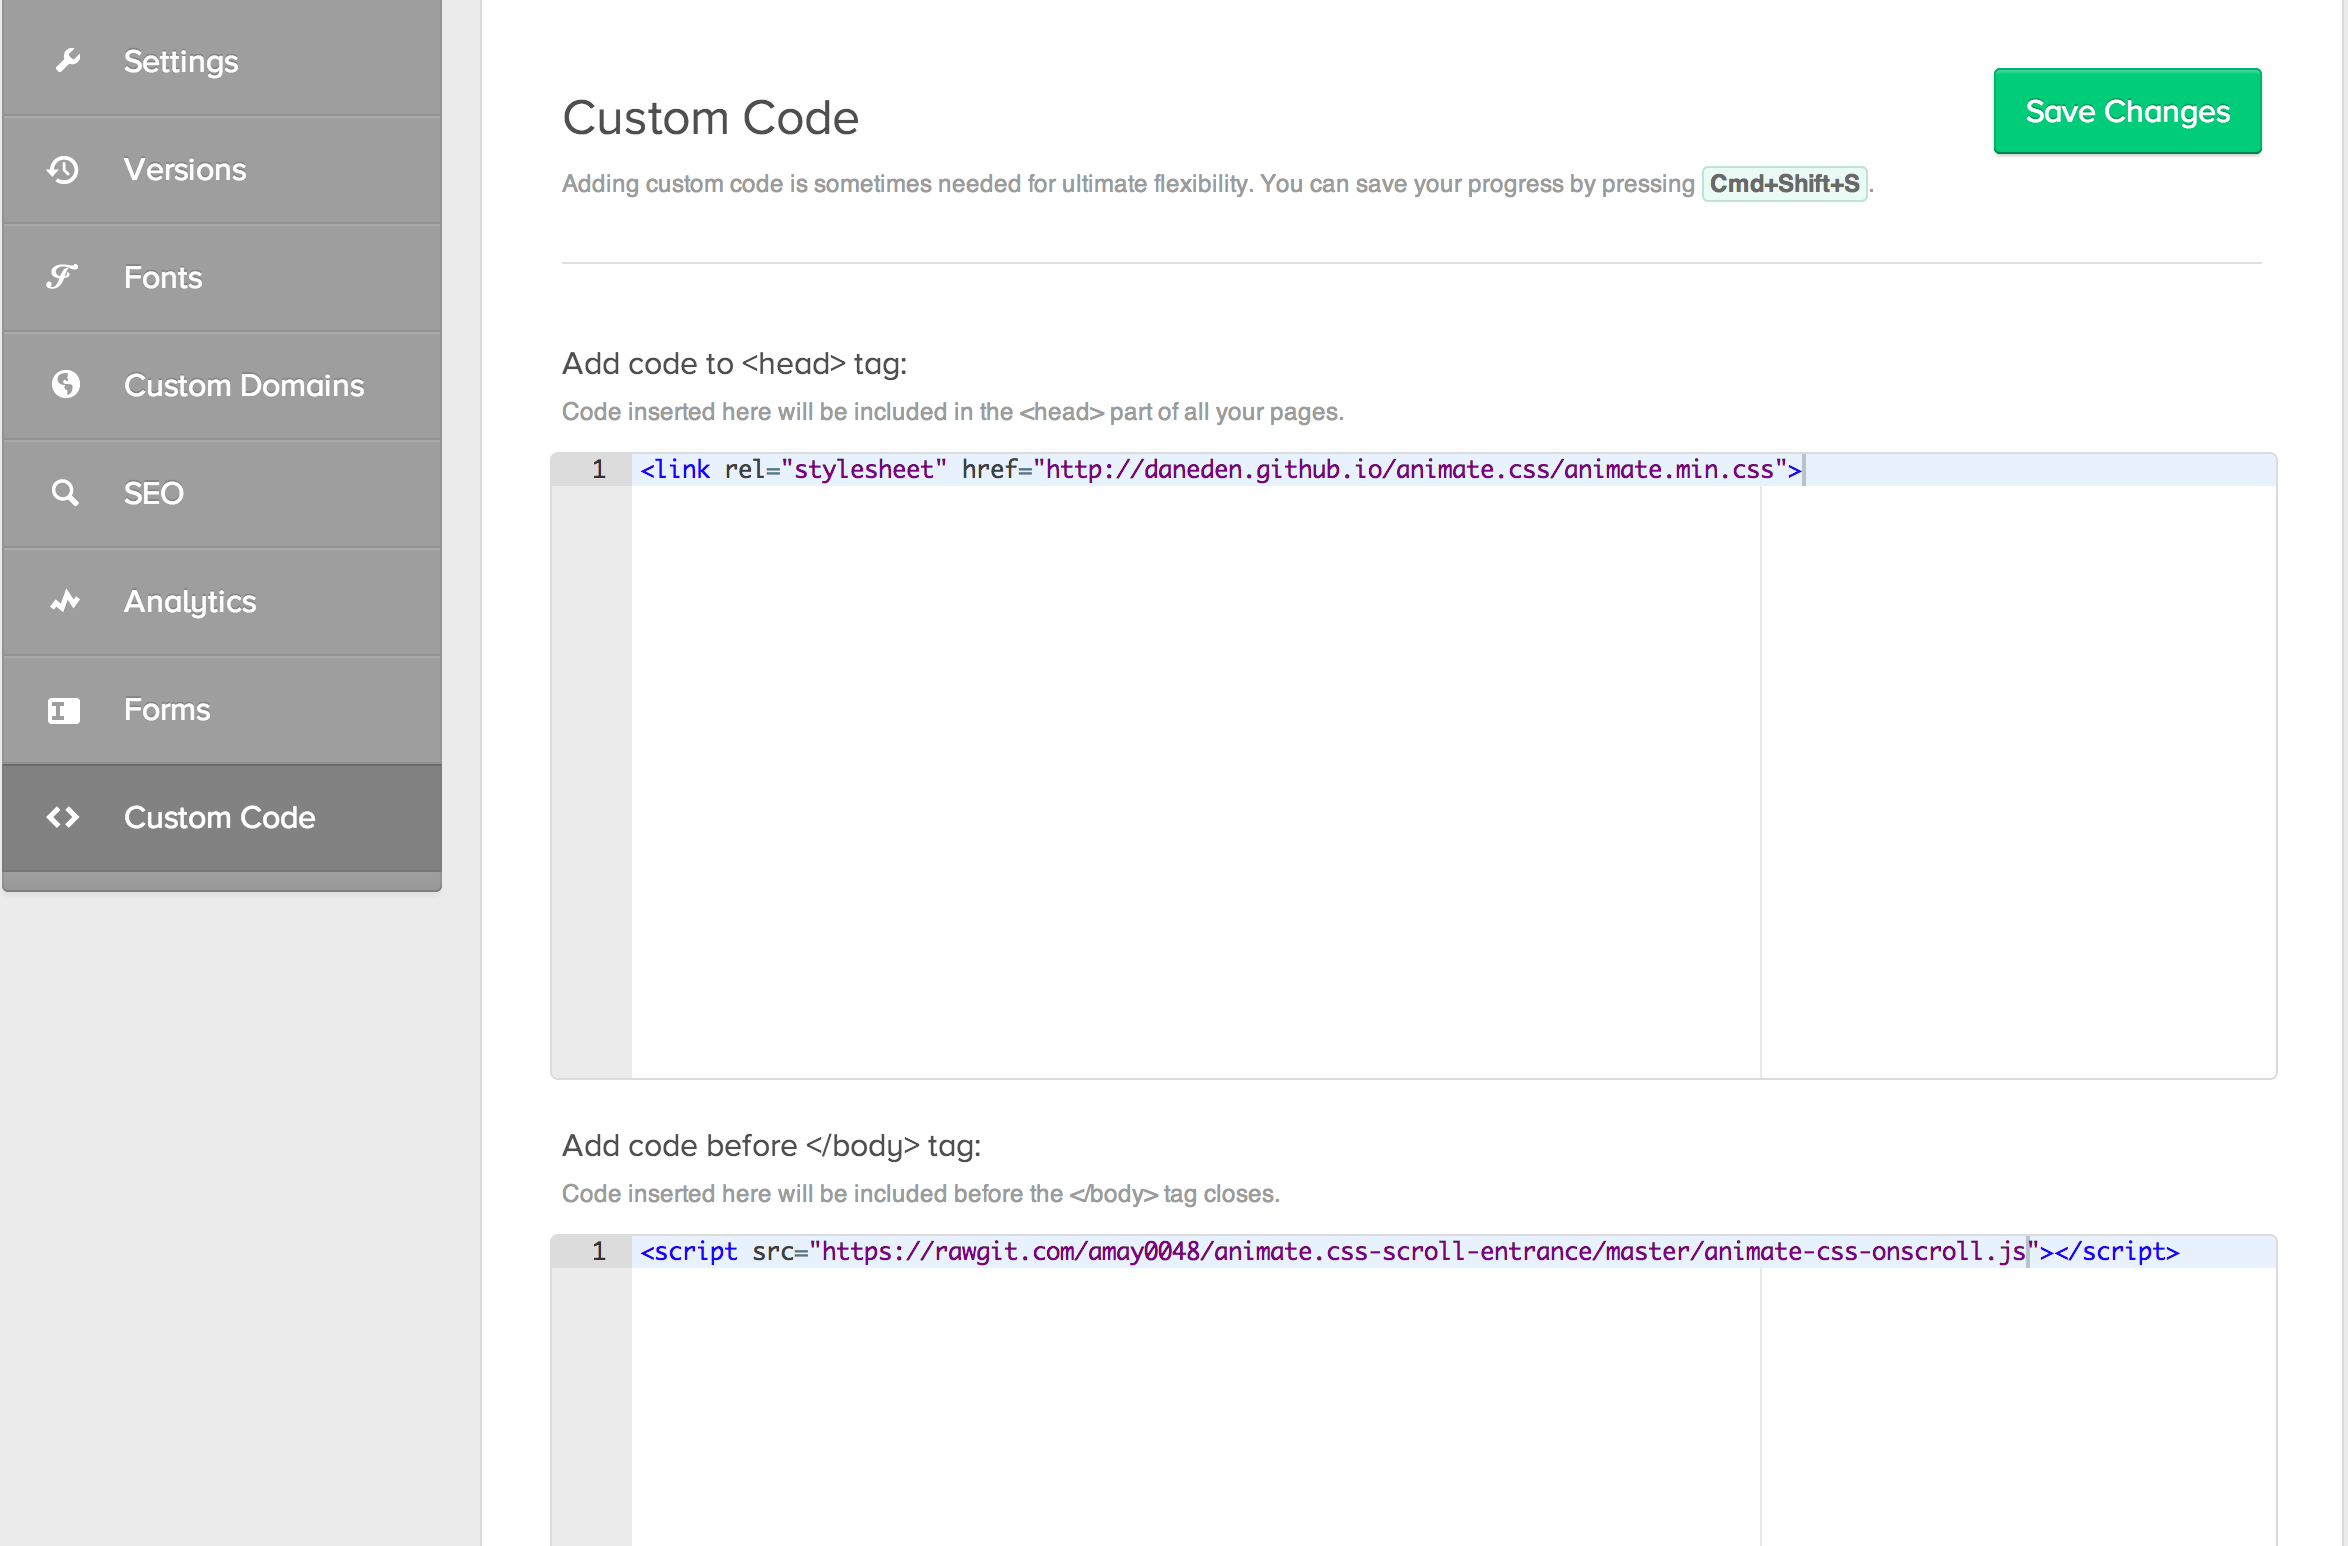 Settings
Versions
Fonts
Custom Domains
SEO
Analytics
Forms
Custom Code
Custom Code
Save Changes
Adding custom code is sometimes needed for ultimate flexibility. You can save your progress by pressing Cmd+Shift+S.
Add code to <head> tag:
Code inserted here will be included in the <head> part of all your pages.
1 <link rel="stylesheet" href="http://daneden.github.io/animate.css/animate.min.css">
Add code before </body> tag:
Code inserted here will be included before the </body> tag closes.
1 <script src="https://rawgit.com/amay0048/animate.css-scroll-entrance/master/animate-css-onscroll.js"></script>